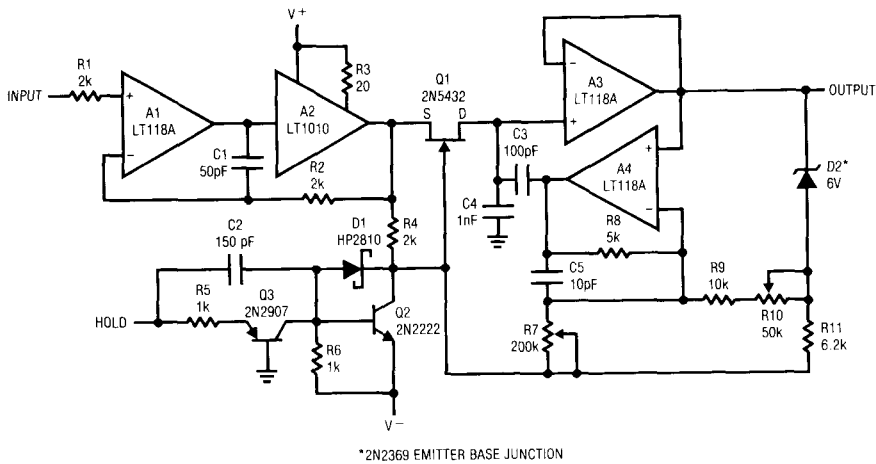 V+
R1
2k
INPUT
+
A1
LT118A
−
A2
LT1010
R3
20
C1
50pF
R2
2k
Q1
2N5432
S D
C3
100pF
C4
1nF
−
A3
LT118A
+
OUTPUT
+
A4
LT118A
−
D2*
6V
R8
5k
C5
10pF
R9
10k
R10
50k
R11
6.2k
R7
200k
C2
150 pF
D1
HP2810
R4
2k
R5
1k
Q3
2N2907
HOLD
Q2
2N2222
R6
1k
V−
*2N2369 EMITTER BASE JUNCTION